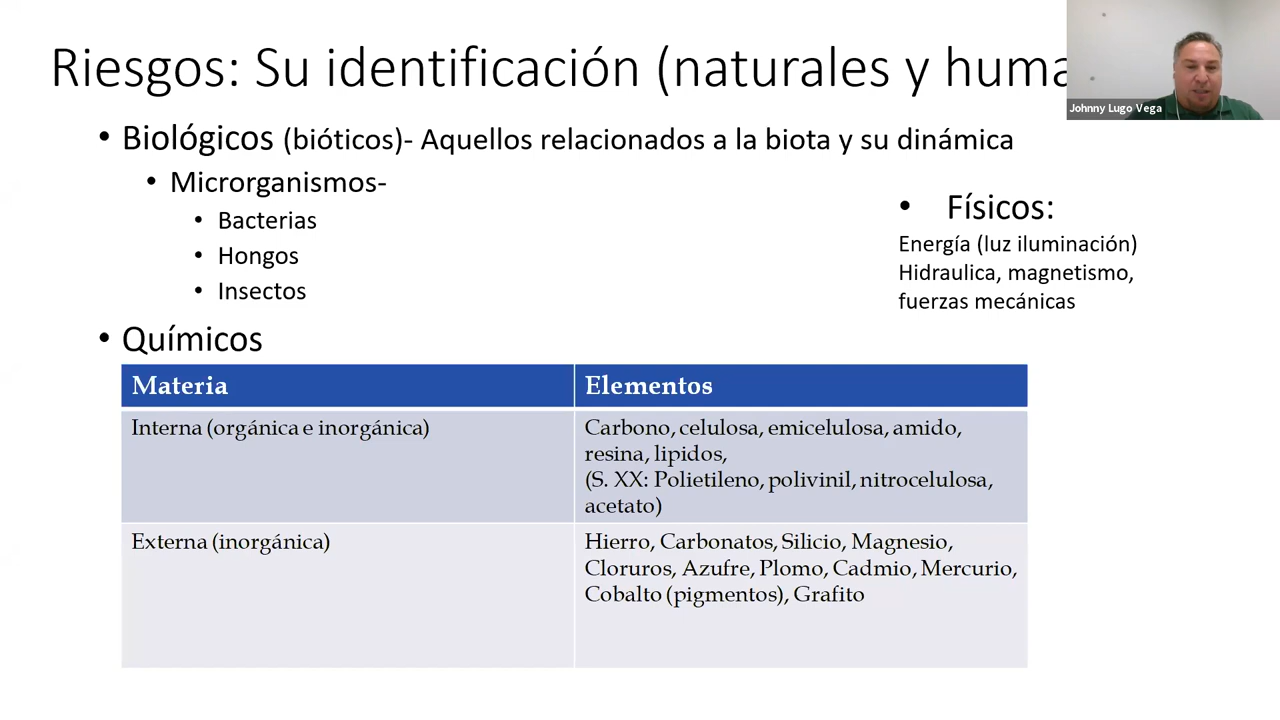 Riesgos: Su identificación (naturales y huma
Johnny Lugo Vega
• Biológicos (bióticos)- Aquellos relacionados a la biota y su dinámica
• Microrganismos-
• Bacterias
• Hongos
• Insectos
• Físicos:
Energía (luz iluminación)
Hidraulica, magnetismo,
fuerzas mecánicas
• Químicos
Materia
Elementos
Interna (orgánica e inorgánica)
Carbono, celulosa, emicelulosa, amido,
resina, lipidos,
(S. XX: Polietileno, polivinil, nitrocelulosa,
acetato)
Externa (inorgánica)
Hierro, Carbonatos, Silicio, Magnesio,
Cloruros, Azufre, Plomo, Cadmio, Mercurio,
Cobalto (pigmentos), Grafito